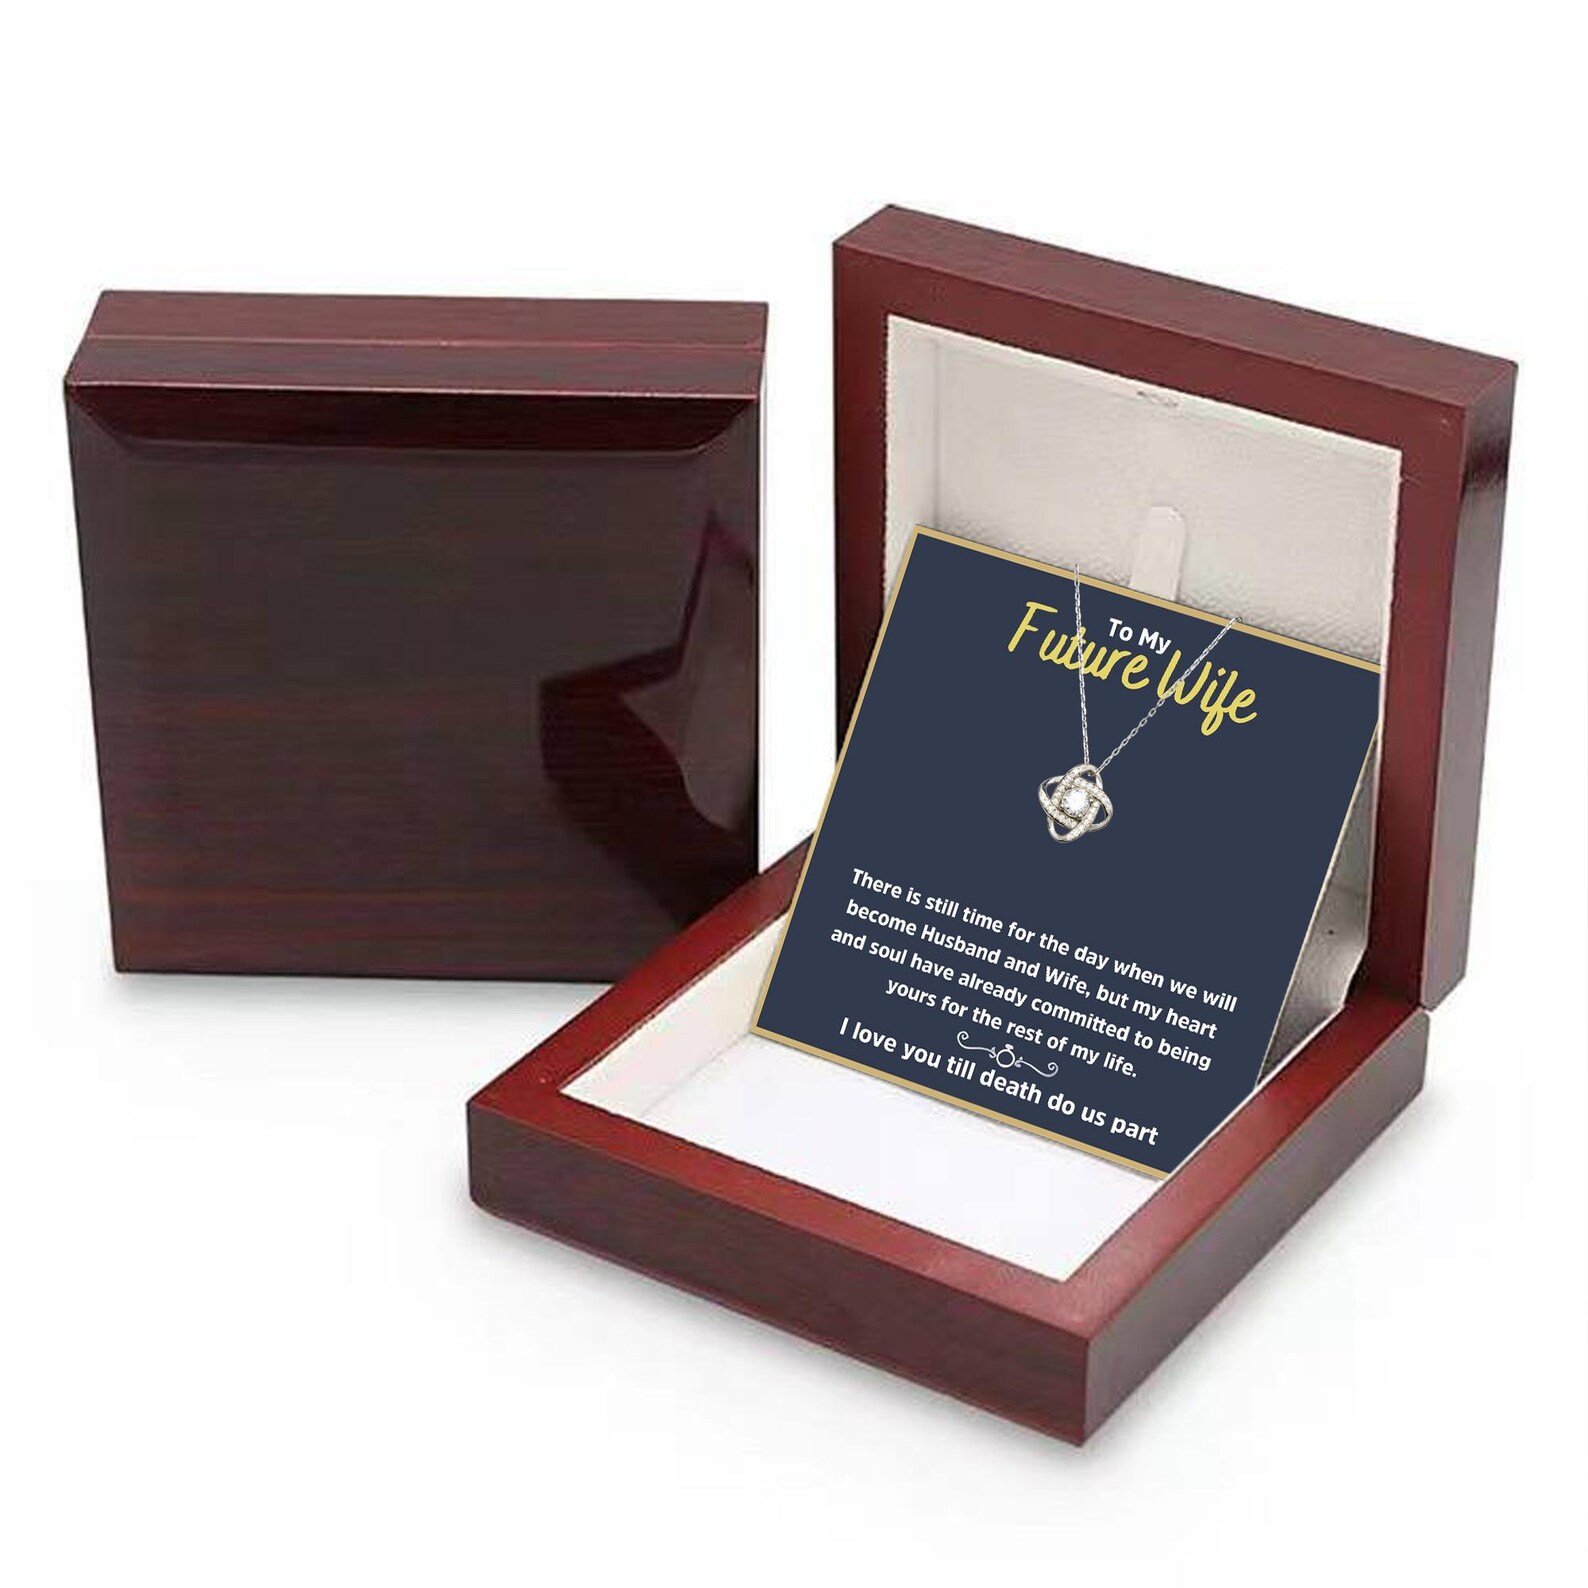 To My
Future Wife
There is still time for the day when we will
become Husband and Wife, but my heart
and soul have already committed to being
yours for the rest of my life.
I love you till death do us part